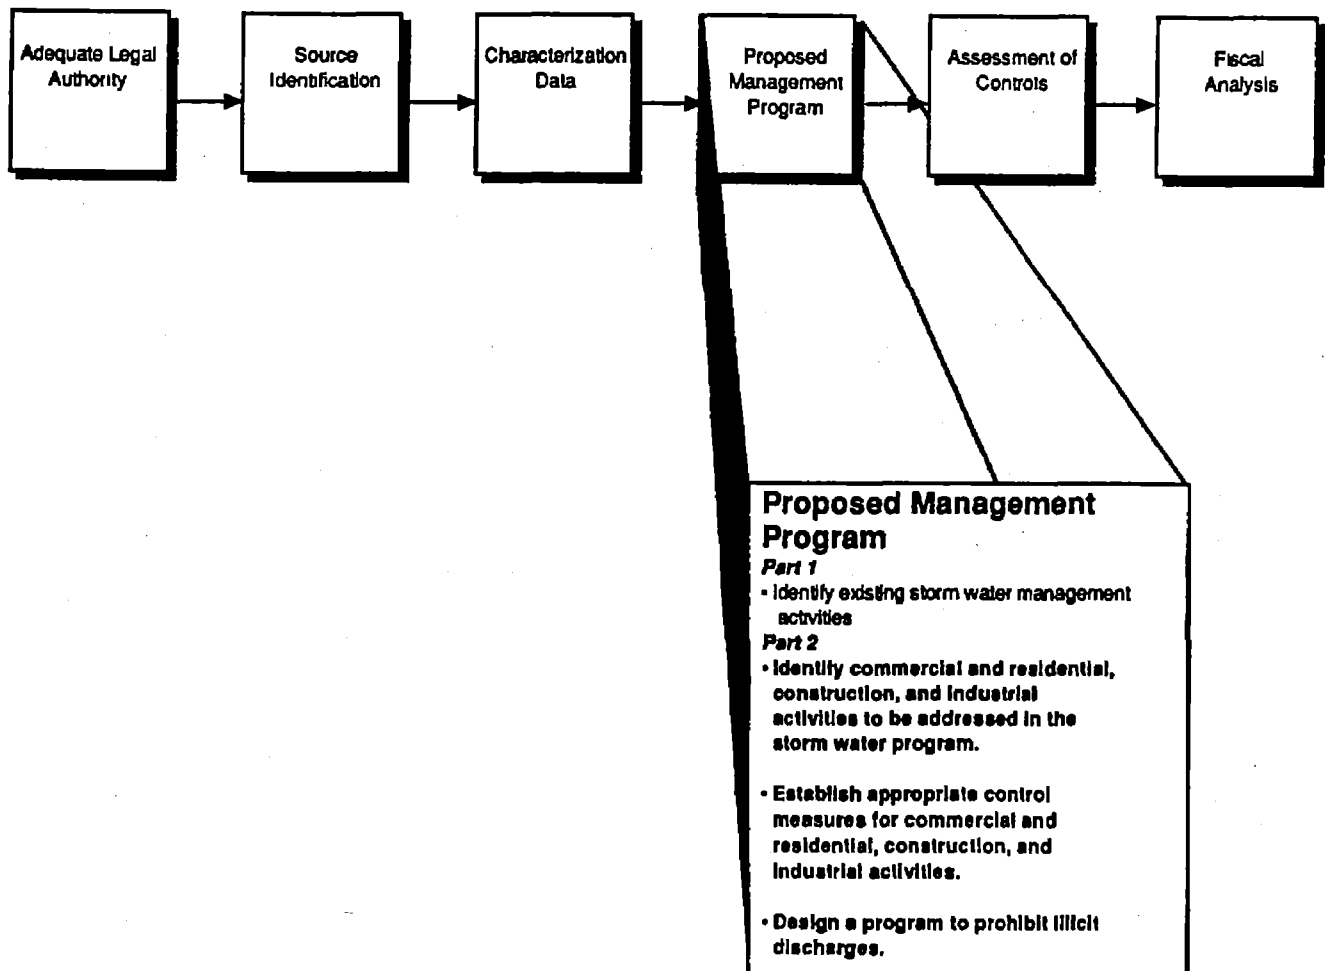 Adequate Legal
Authority
Source
Identification
Characterization
Data
Proposed
Management
Program
Assessment of
Controls
Fiscal
Analysis
Proposed Management
Program
Part 1
• Identify existing storm water management
activities
Part 2
• Identify commercial and residential,
construction, and industrial
activities to be addressed in the
storm water program.
• Establish appropriate control
measures for commercial and
residential, construction, and
industrial activities.
• Design a program to prohibit illicit
discharges.